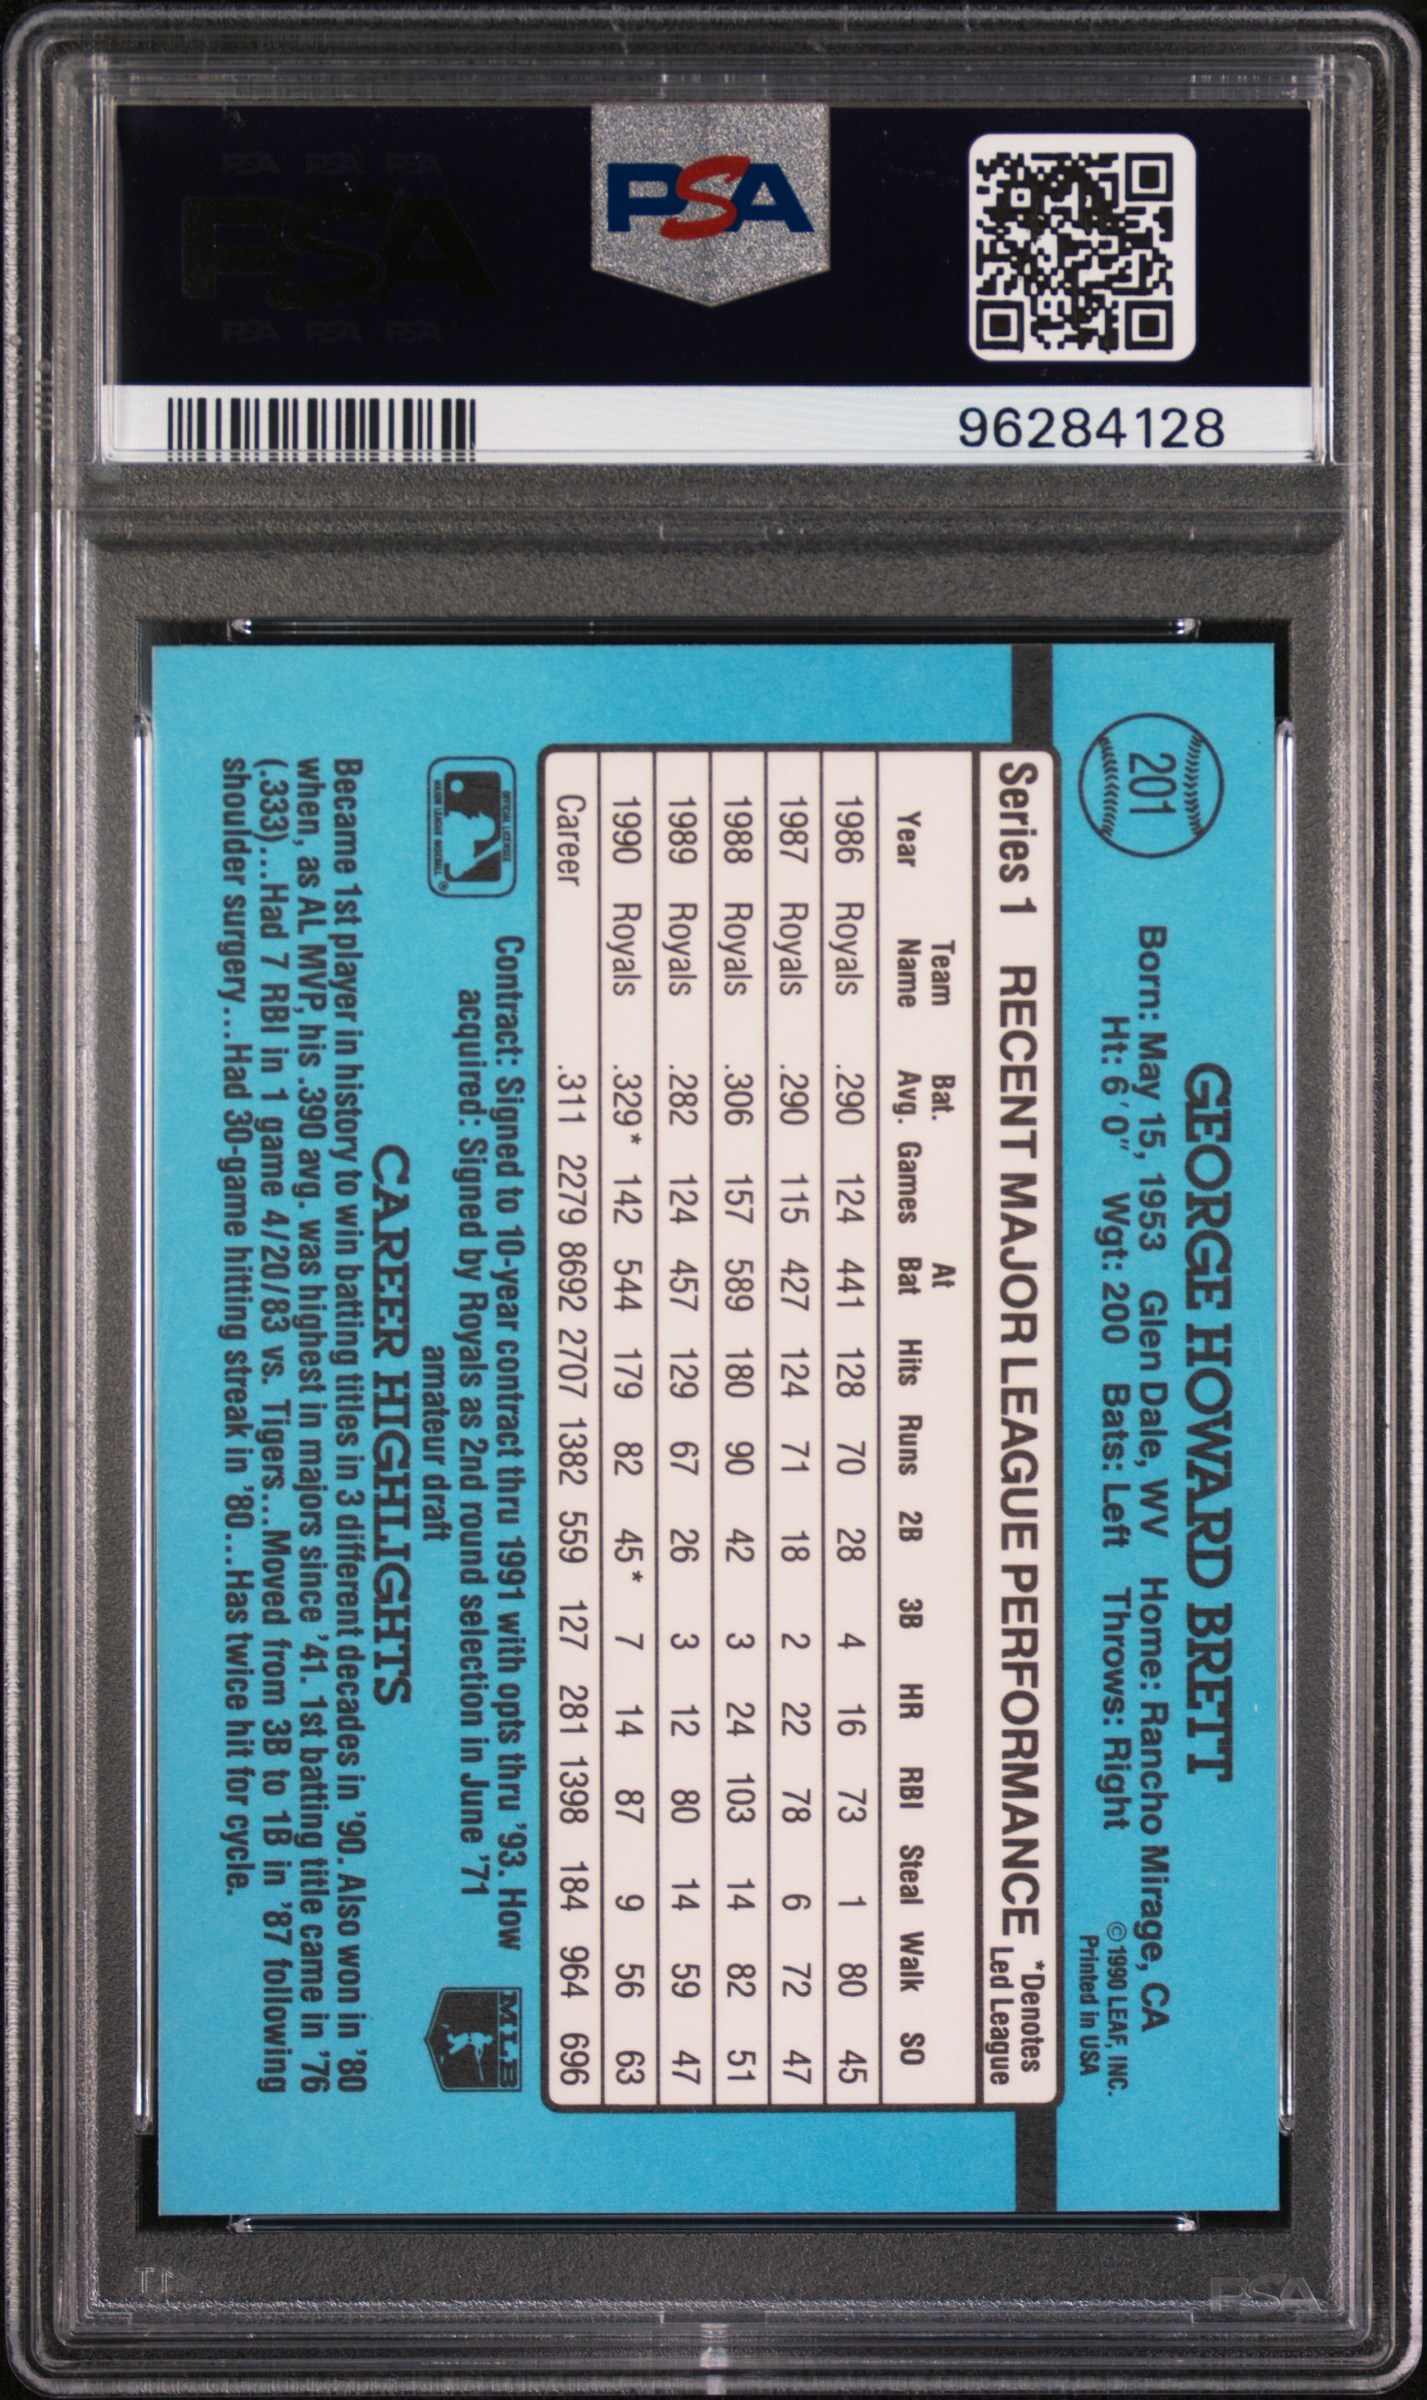 PSA PSA PSA
PSA
PSA PSA PSA
PSA
96284128
201
GEORGE HOWARD BRETT
Born: May 15, 1953 Glen Dale, WV Home: Rancho Mirage, CA
Ht: 6'0" Wgt: 200 Bats: Left Throws: Right
©1990 LEAF, INC.
Printed in USA
Series 1 RECENT MAJOR LEAGUE PERFORMANCE *Denotes Led League
Year Team Name Bat. Avg. Games At Bat Hits Runs 2B 3B HR RBI Steal Walk SO
1986 Royals .290 124 441 128 70 28 4 16 73 1 80 45
1987 Royals .290 115 427 124 71 18 2 22 78 6 72 47
1988 Royals .306 157 589 180 90 42 3 24 103 14 82 51
1989 Royals .282 124 457 129 67 26 3 12 80 14 59 47
1990 Royals .329* 142 544 179 82 45* 7 14 87 9 56 63
Career .311 2279 8692 2707 1382 559 127 281 1398 184 964 696
OFFICIAL LICENSEE
MAJOR LEAGUE BASEBALL ®
Contract: Signed to 10-year contract thru 1991 with opts thru '93. How
acquired: Signed by Royals as 2nd round selection in June '71
amateur draft
MLB
CAREER HIGHLIGHTS
Became 1st player in history to win batting titles in 3 different decades in '90. Also won in '80
when, as AL MVP, his .390 avg. was highest in majors since '41. 1st batting title came in '76
(.333)...Had 7 RBI in 1 game 4/20/83 vs. Tigers...Moved from 3B to 1B in '87 following
shoulder surgery...Had 30-game hitting streak in '80...Has twice hit for cycle.
PSA